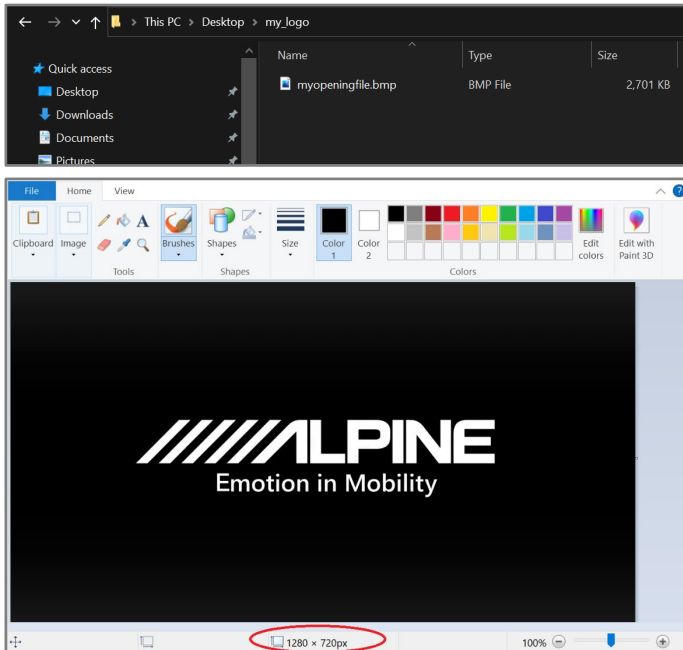 This PC > Desktop > my_logo
Name Type Size
Quick access
myopeningfile.bmp BMP File 2,701 KB
Desktop
Downloads
Documents
Pictures
File Home View
Clipboard Image Brushes Shapes Size Color 1 Color 2 Edit colors Edit with Paint 3D
Tools Shapes Colors
ALPINE
Emotion in Mobility
1280 × 720px 100%